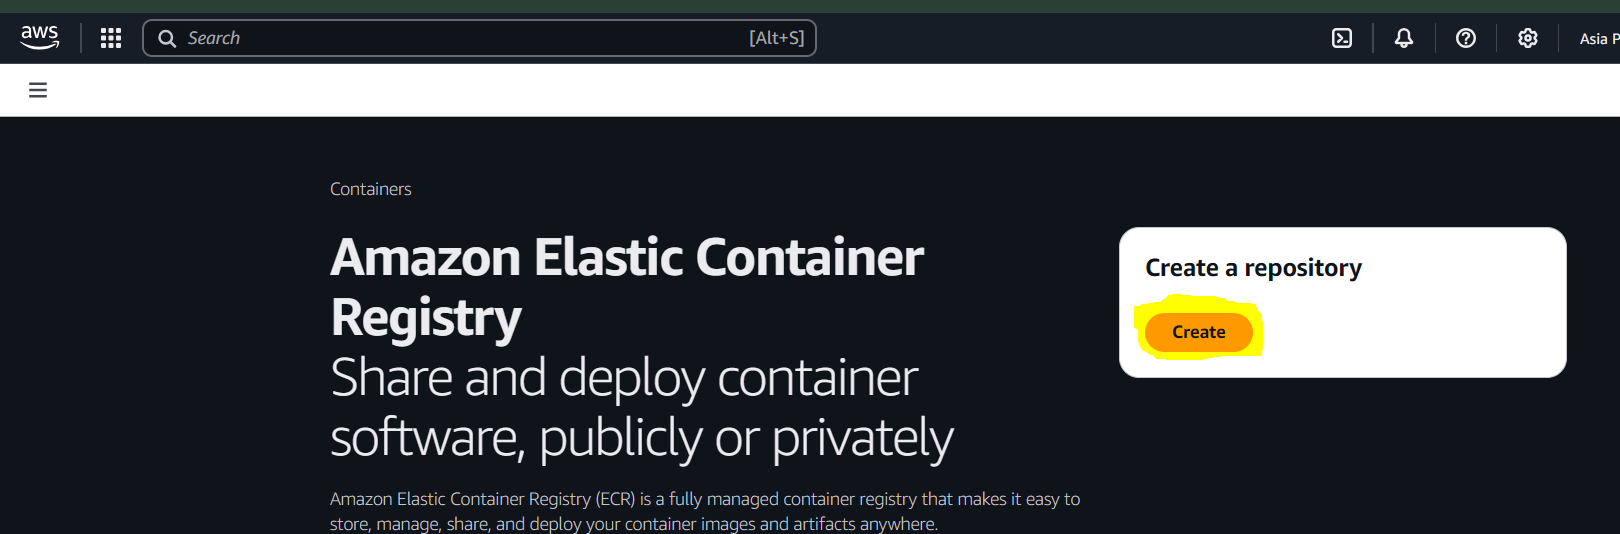 aws
Search [Alt+S]
Asia P
Containers
Amazon Elastic Container
Registry
Share and deploy container
software, publicly or privately
Amazon Elastic Container Registry (ECR) is a fully managed container registry that makes it easy to
store, manage, share, and deploy your container images and artifacts anywhere.
Create a repository
Create